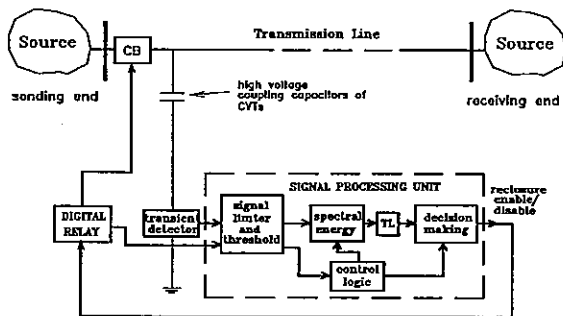 Source
CB
Transmission Line
Source
sending end
high voltage
coupling capacitors of
CVTs
receiving end
SIGNAL PROCESSING UNIT
reclosure
enable/
disable
DIGITAL
RELAY
transient
detector
signal
limiter
and
threshold
spectral
energy
TL
decision
making
control
logic